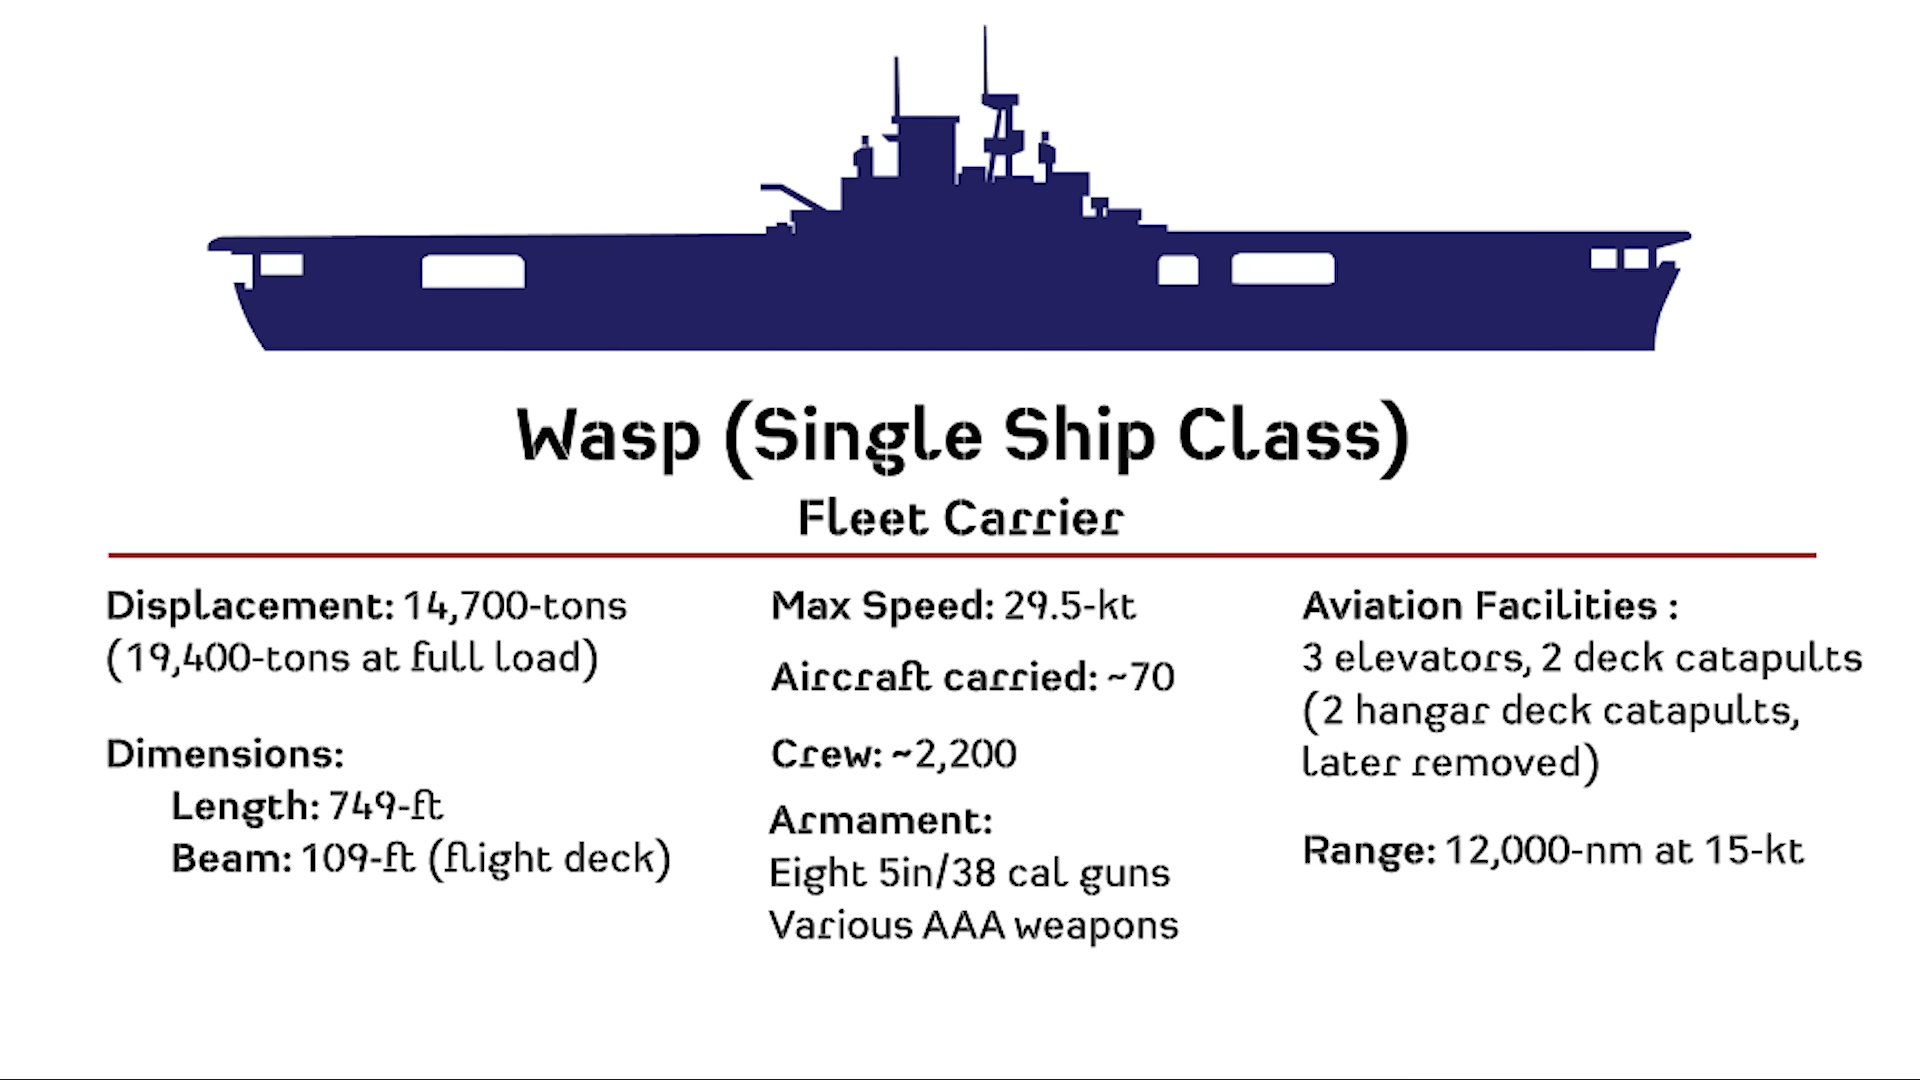 Wasp (Single Ship Class)
Fleet Carrier
Displacement: 14,700-tons
(19,400-tons at full load)
Dimensions:
Length: 749-ft
Beam: 109-ft (flight deck)
Max Speed: 29.5-kt
Aircraft carried: ~70
Crew: ~2,200
Armament:
Eight 5in/38 cal guns
Various AAA weapons
Aviation Facilities :
3 elevators, 2 deck catapults
(2 hangar deck catapults,
later removed)
Range: 12,000-nm at 15-kt